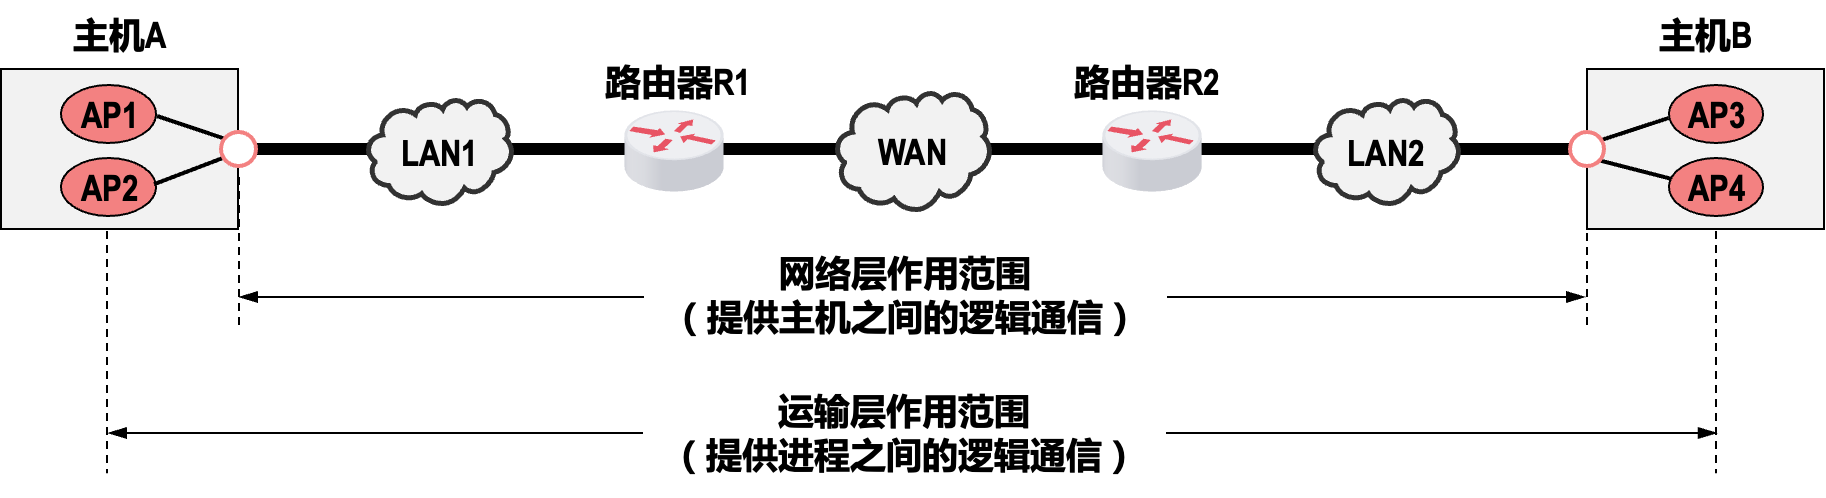 主机A
主机B
路由器R1
路由器R2
AP1
AP2
LAN1
WAN
LAN2
AP3
AP4
网络层作用范围
（提供主机之间的逻辑通信）
运输层作用范围
（提供进程之间的逻辑通信）